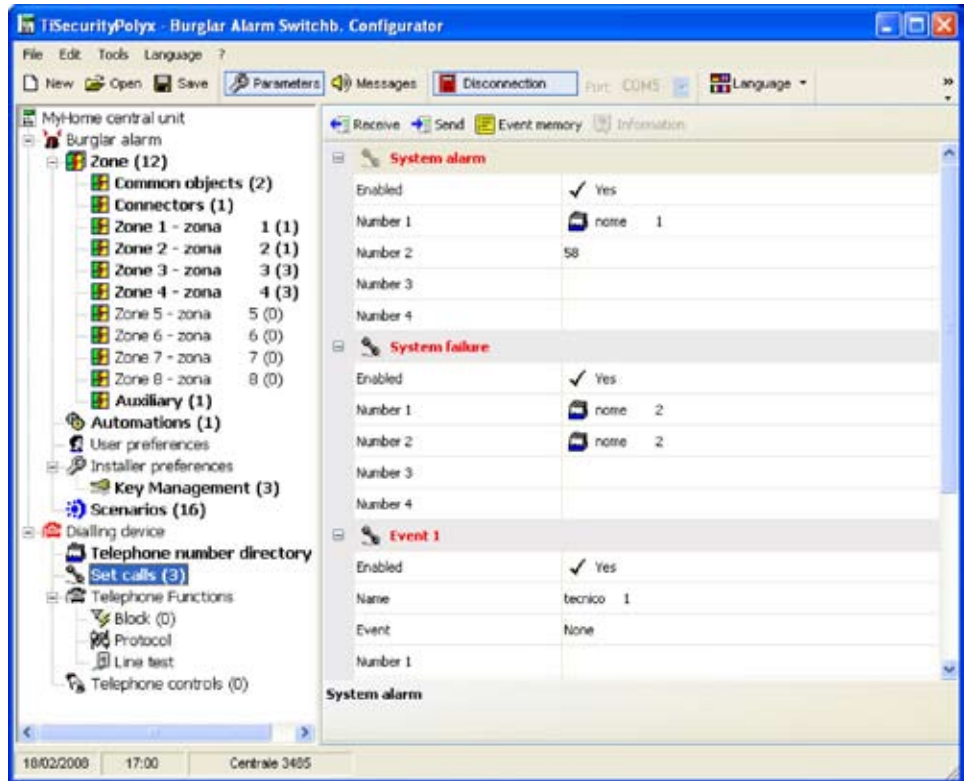 TiSecurityPolyx - Burglar Alarm Switchb. Configurator
File Edit Tools Language ?
New Open Save Parameters Messages Disconnection Port: COM5 Language
MyHome central unit
Burglar alarm
Zone (12)
Common objects (2)
Connectors (1)
Zone 1 - zona 1 (1)
Zone 2 - zona 2 (1)
Zone 3 - zona 3 (3)
Zone 4 - zona 4 (3)
Zone 5 - zona 5 (0)
Zone 6 - zona 6 (0)
Zone 7 - zona 7 (0)
Zone 8 - zona 8 (0)
Auxiliary (1)
Automations (1)
User preferences
Installer preferences
Key Management (3)
Scenarios (16)
Dialling device
Telephone number directory
Set calls (3)
Telephone Functions
Block (0)
Protocol
Line test
Telephone controls (0)
Receive Send Event memory Information
System alarm
Enabled Yes
Number 1 nome 1
Number 2 58
Number 3
Number 4
System failure
Enabled Yes
Number 1 nome 2
Number 2 nome 2
Number 3
Number 4
Event 1
Enabled Yes
Name tecnico 1
Event None
Number 1
System alarm
18/02/2008 17:00 Centrale 3485